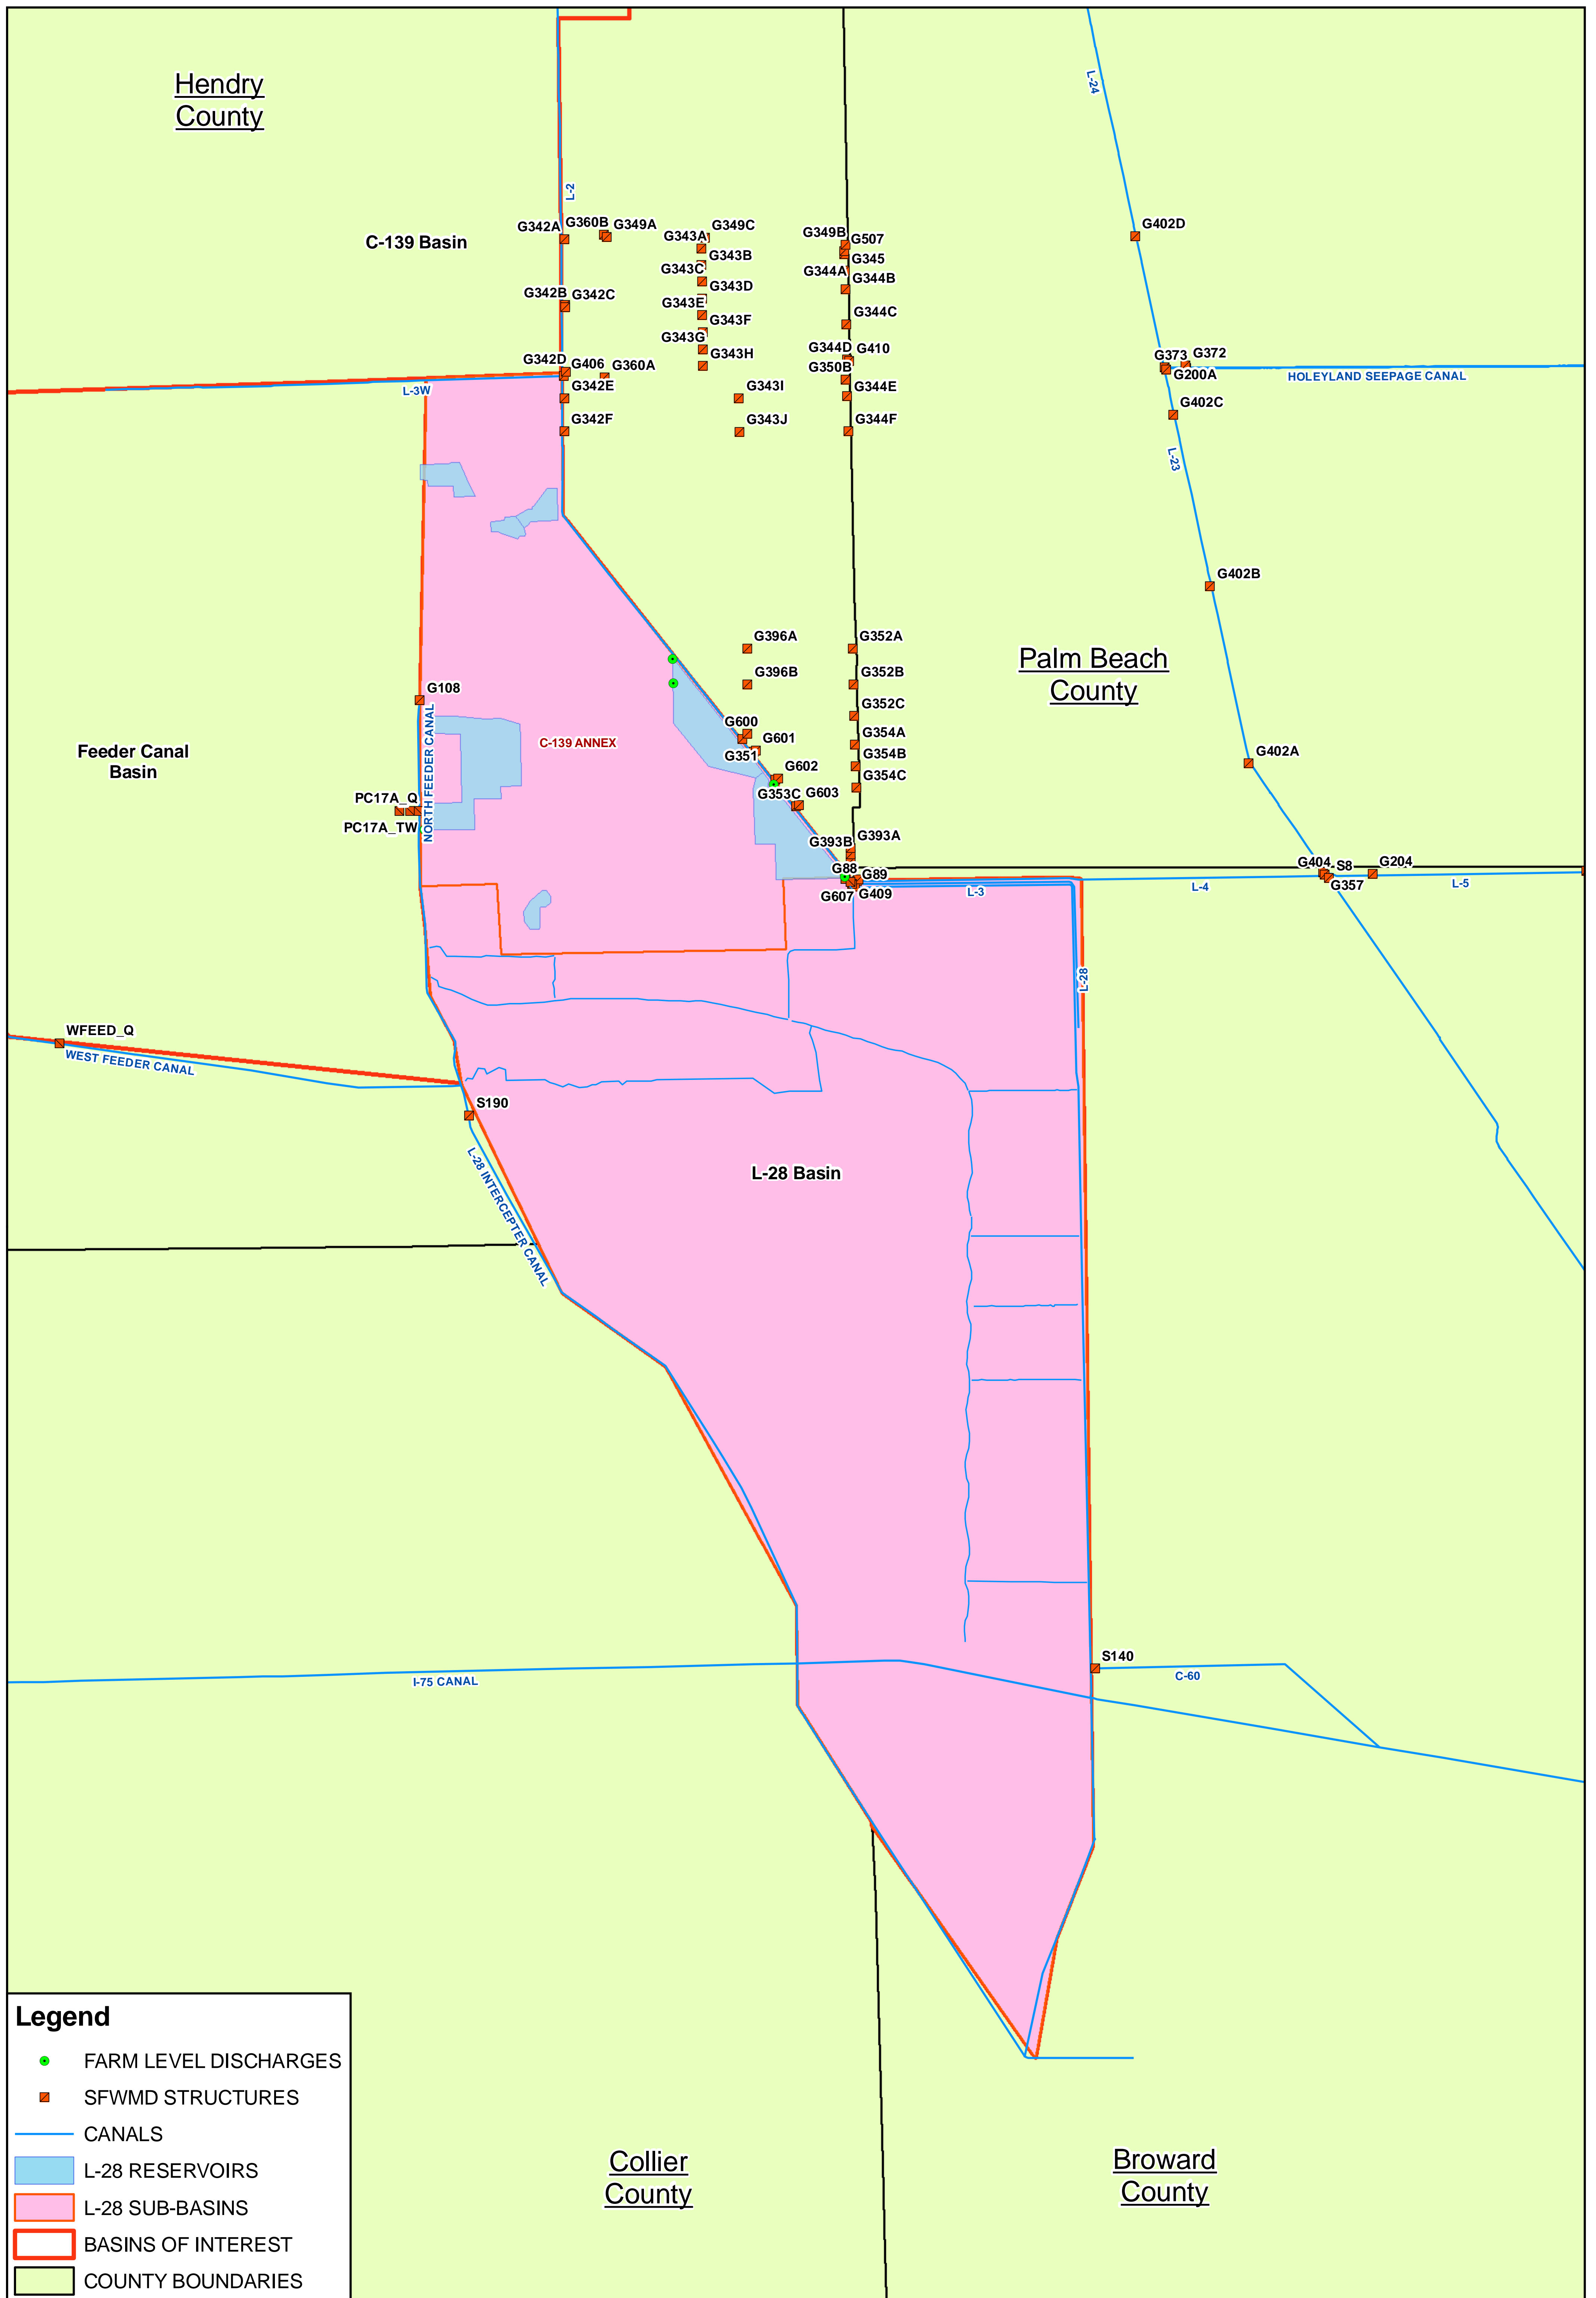 Hendry
County
L-24
L-2
C-139 Basin
G342A
G360B
G349A
G343A
G349C
G343B
G343C
G343D
G343E
G343F
G343G
G343H
G349B
G507
G345
G344A
G344B
G344C
G344D
G410
G350B
G344E
G344F
G402D
G342B
G342C
G342D
G406
G360A
G342E
G342F
G343I
G343J
L-3W
G373
G372
G200A
HOLEYLAND SEEPAGE CANAL
G402C
L-23
G402B
G396A
G396B
G352A
G352B
G352C
G354A
G354B
G354C
Palm Beach
County
G108
NORTH FEEDER CANAL
C-139 ANNEX
G600
G601
G351
G602
G353C
G603
G402A
Feeder Canal
Basin
PC17A_Q
PC17A_TW
G393A
G393B
G88
G89
G607
G409
L-3
L-4
G404
S8
G204
G357
L-5
L-28
WFEED_Q
WEST FEEDER CANAL
S190
L-28 INTERCEPTER CANAL
L-28 Basin
S140
C-60
I-75 CANAL
Collier
County
Broward
County
Legend
FARM LEVEL DISCHARGES
SFWMD STRUCTURES
CANALS
L-28 RESERVOIRS
L-28 SUB-BASINS
BASINS OF INTEREST
COUNTY BOUNDARIES